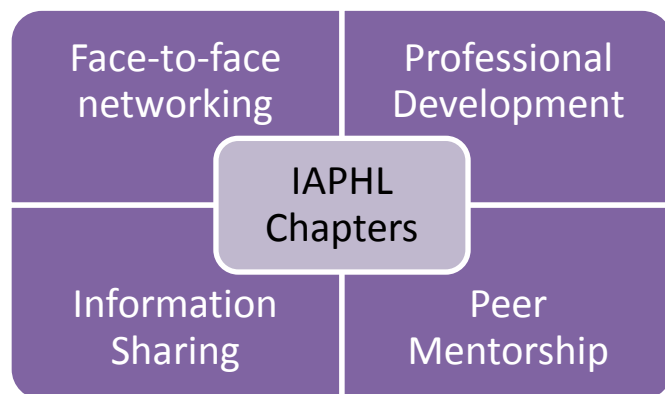 Face-to-face
networking
Professional
Development
IAPHL
Chapters
Information
Sharing
Peer
Mentorship